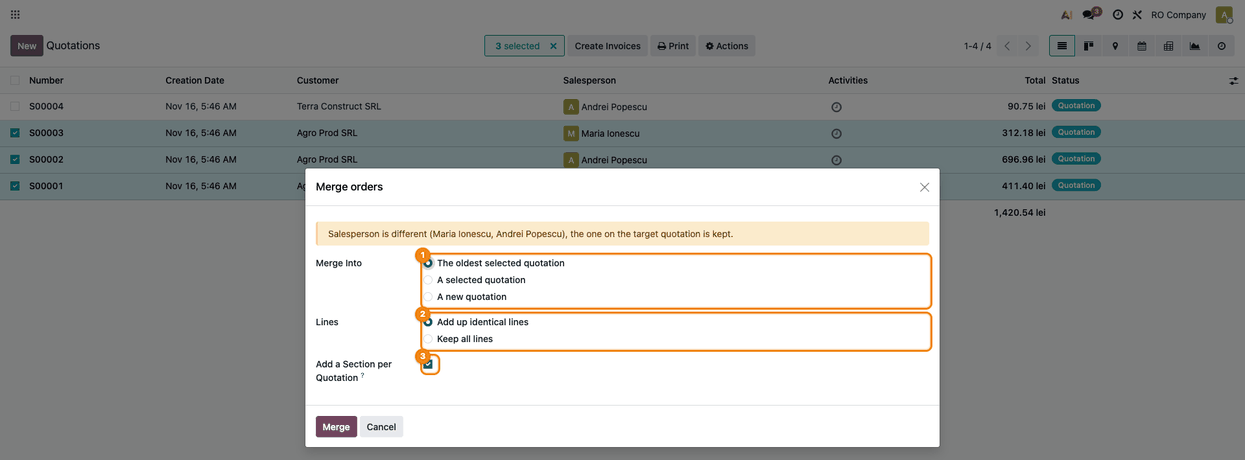 AI 3 RO Company A
New Quotations 3 selected × Create Invoices Print Actions 1-4 / 4
Number Creation Date Customer Salesperson Activities Total Status
S00004 Nov 16, 5:46 AM Terra Construct SRL A Andrei Popescu 90.75 lei Quotation
S00003 Nov 16, 5:46 AM Agro Prod SRL M Maria Ionescu 312.18 lei Quotation
S00002 Nov 16, 5:46 AM Agro Prod SRL A Andrei Popescu 696.96 lei Quotation
S00001 Nov 16, 5:46 AM 411.40 lei Quotation
1,420.54 lei
Merge orders
Salesperson is different (Maria Ionescu, Andrei Popescu), the one on the target quotation is kept.
1
Merge Into The oldest selected quotation
A selected quotation
A new quotation
2
Lines Add up identical lines
Keep all lines
3
Add a Section per
Quotation ?
Merge Cancel